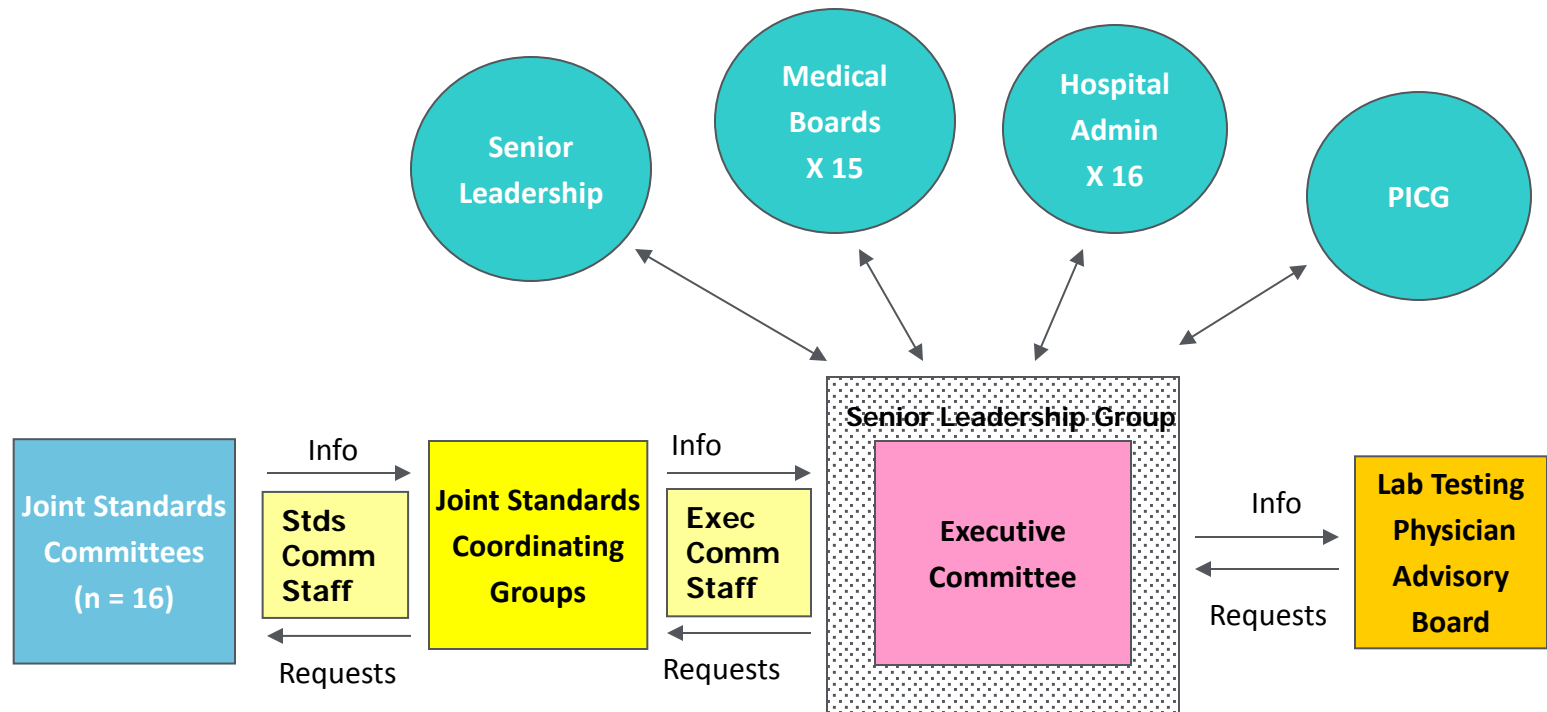 Senior
Leadership
Medical
Boards
X 15
Hospital
Admin
X 16
PICG
Joint Standards
Committees
(n = 16)
Info
Stds
Comm
Staff
Requests
Joint Standards
Coordinating
Groups
Info
Exec
Comm
Staff
Requests
Senior Leadership Group
Executive
Committee
Info
Requests
Lab Testing
Physician
Advisory
Board